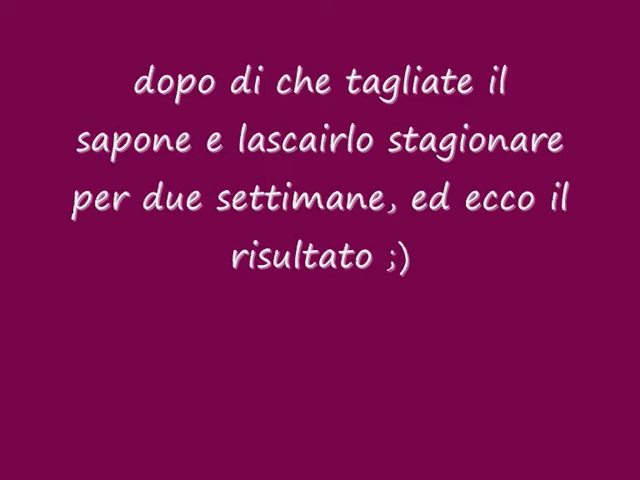 dopo di che tagliate il
sapone e lascairlo stagionare
per due settimane, ed ecco il
risultato ;)